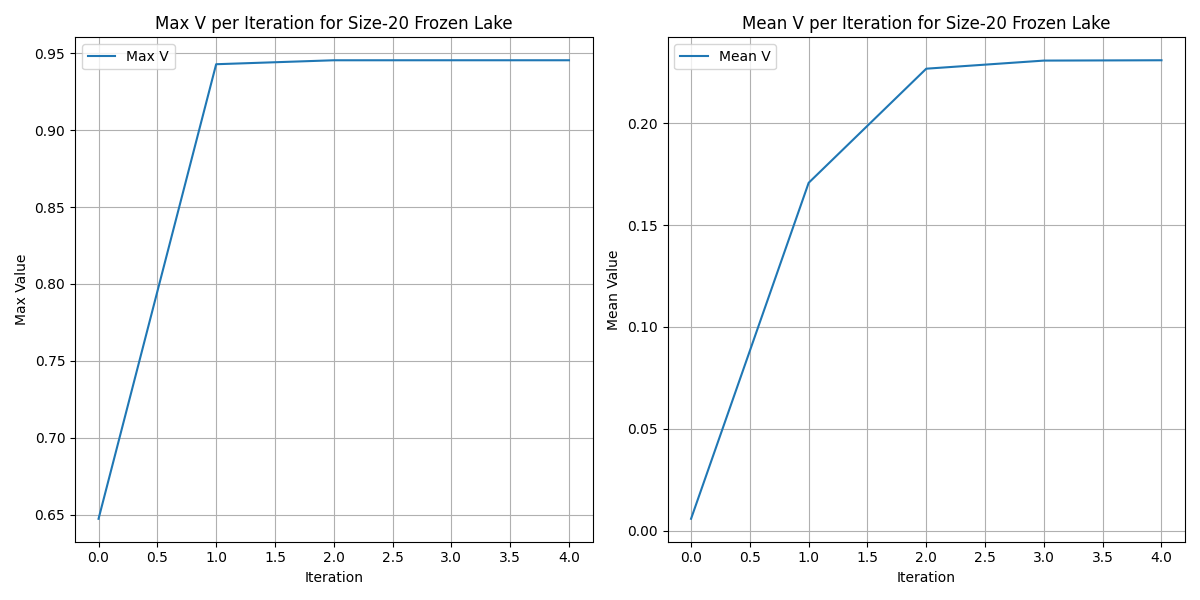 Max V per Iteration for Size-20 Frozen Lake
Max V
0.95
0.90
0.85
0.80
0.75
0.70
0.65
Max Value
0.0 0.5 1.0 1.5 2.0 2.5 3.0 3.5 4.0
Iteration
Mean V per Iteration for Size-20 Frozen Lake
Mean V
0.20
0.15
0.10
0.05
0.00
Mean Value
0.0 0.5 1.0 1.5 2.0 2.5 3.0 3.5 4.0
Iteration